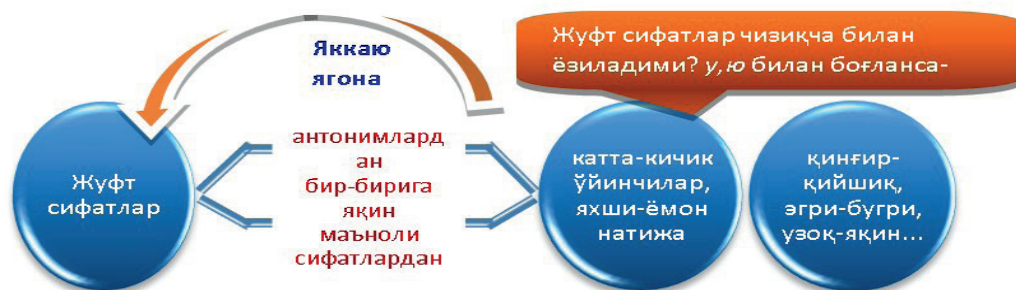 Яккаю
ягона
Жуфт сифатлар чизиқча билан
ёзиладими? у, ю билан боғланса-
Жуфт
сифатлар
антонимлард
ан
бир-бирига
яқин
маъноли
сифатлардан
катта-кичик
ўйинчилар,
яхши-ёмон
натижа
қинғир-
қийшиқ,
эгри-бугри,
узоқ-яқин...